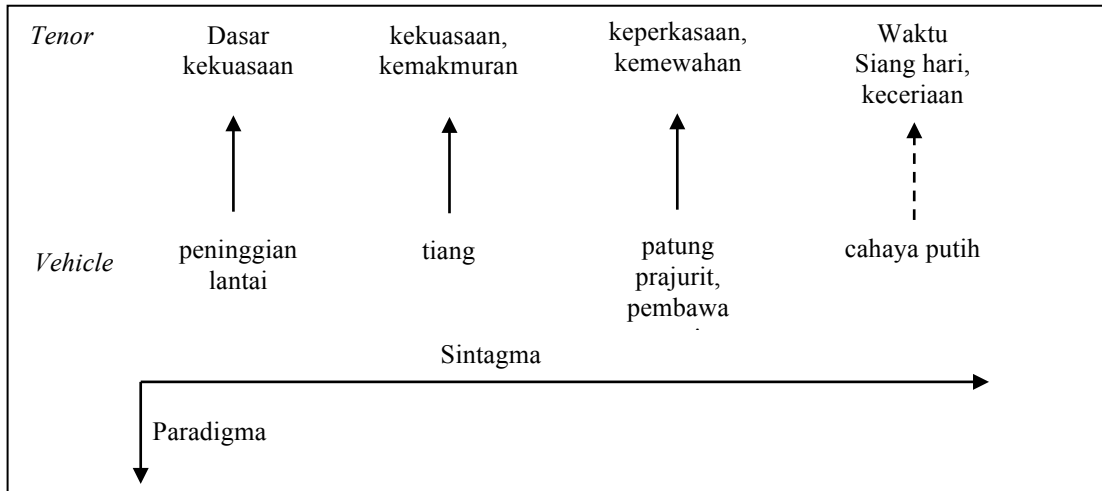 Tenor
Dasar
kekuasaan
kekuasaan,
kemakmuran
keperkasaan,
kemewahan
Waktu
Siang hari,
keceriaan
Vehicle
peninggian
lantai
tiang
patung
prajurit,
pembawa
cahaya putih
Sintagma
Paradigma